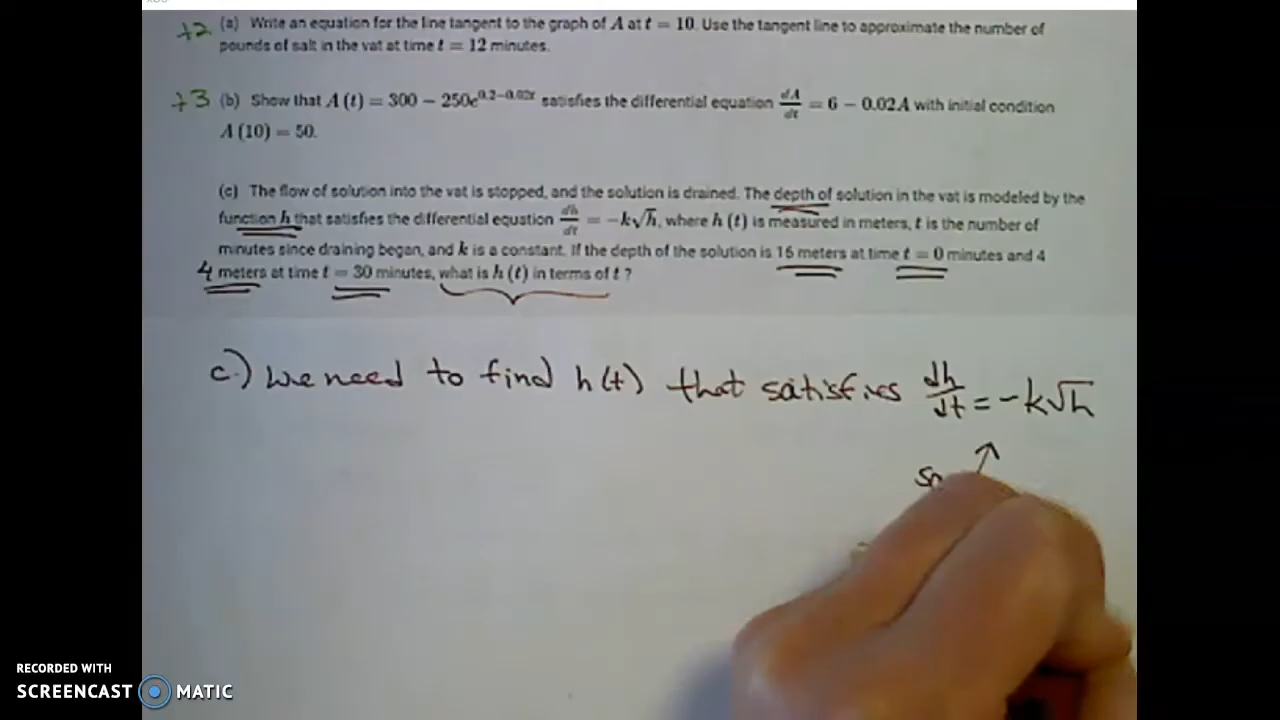 +2 (a) Write an equation for the line tangent to the graph of A at t = 10. Use the tangent line to approximate the number of
pounds of salt in the vat at time t = 12 minutes.
+3 (b) Show that A (t) = 300 − 250e^{0.2−0.02t} satisfies the differential equation dA/dt = 6 − 0.02A with initial condition
A (10) = 50.
(c) The flow of solution into the vat is stopped, and the solution is drained. The depth of solution in the vat is modeled by the
function h that satisfies the differential equation dh/dt = −k√h, where h (t) is measured in meters, t is the number of
minutes since draining began, and k is a constant. If the depth of the solution is 16 meters at time t = 0 minutes and 4
4 meters at time t = 30 minutes, what is h (t) in terms of t ?
c.) we need to find h(t) that satisfies dh/dt = -k√h
RECORDED WITH
SCREENCAST MATIC